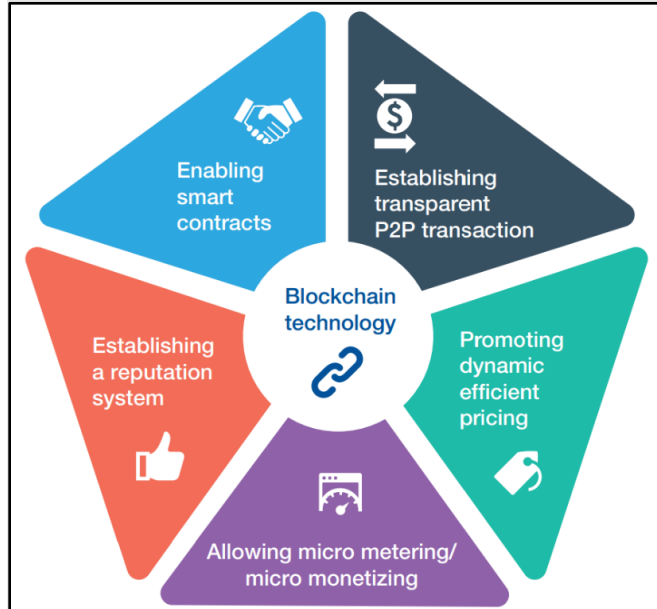 Enabling
smart
contracts
$
Establishing
transparent
P2P transaction
Blockchain
technology
Establishing
a reputation
system
Promoting
dynamic
efficient
pricing
Allowing micro metering/
micro monetizing